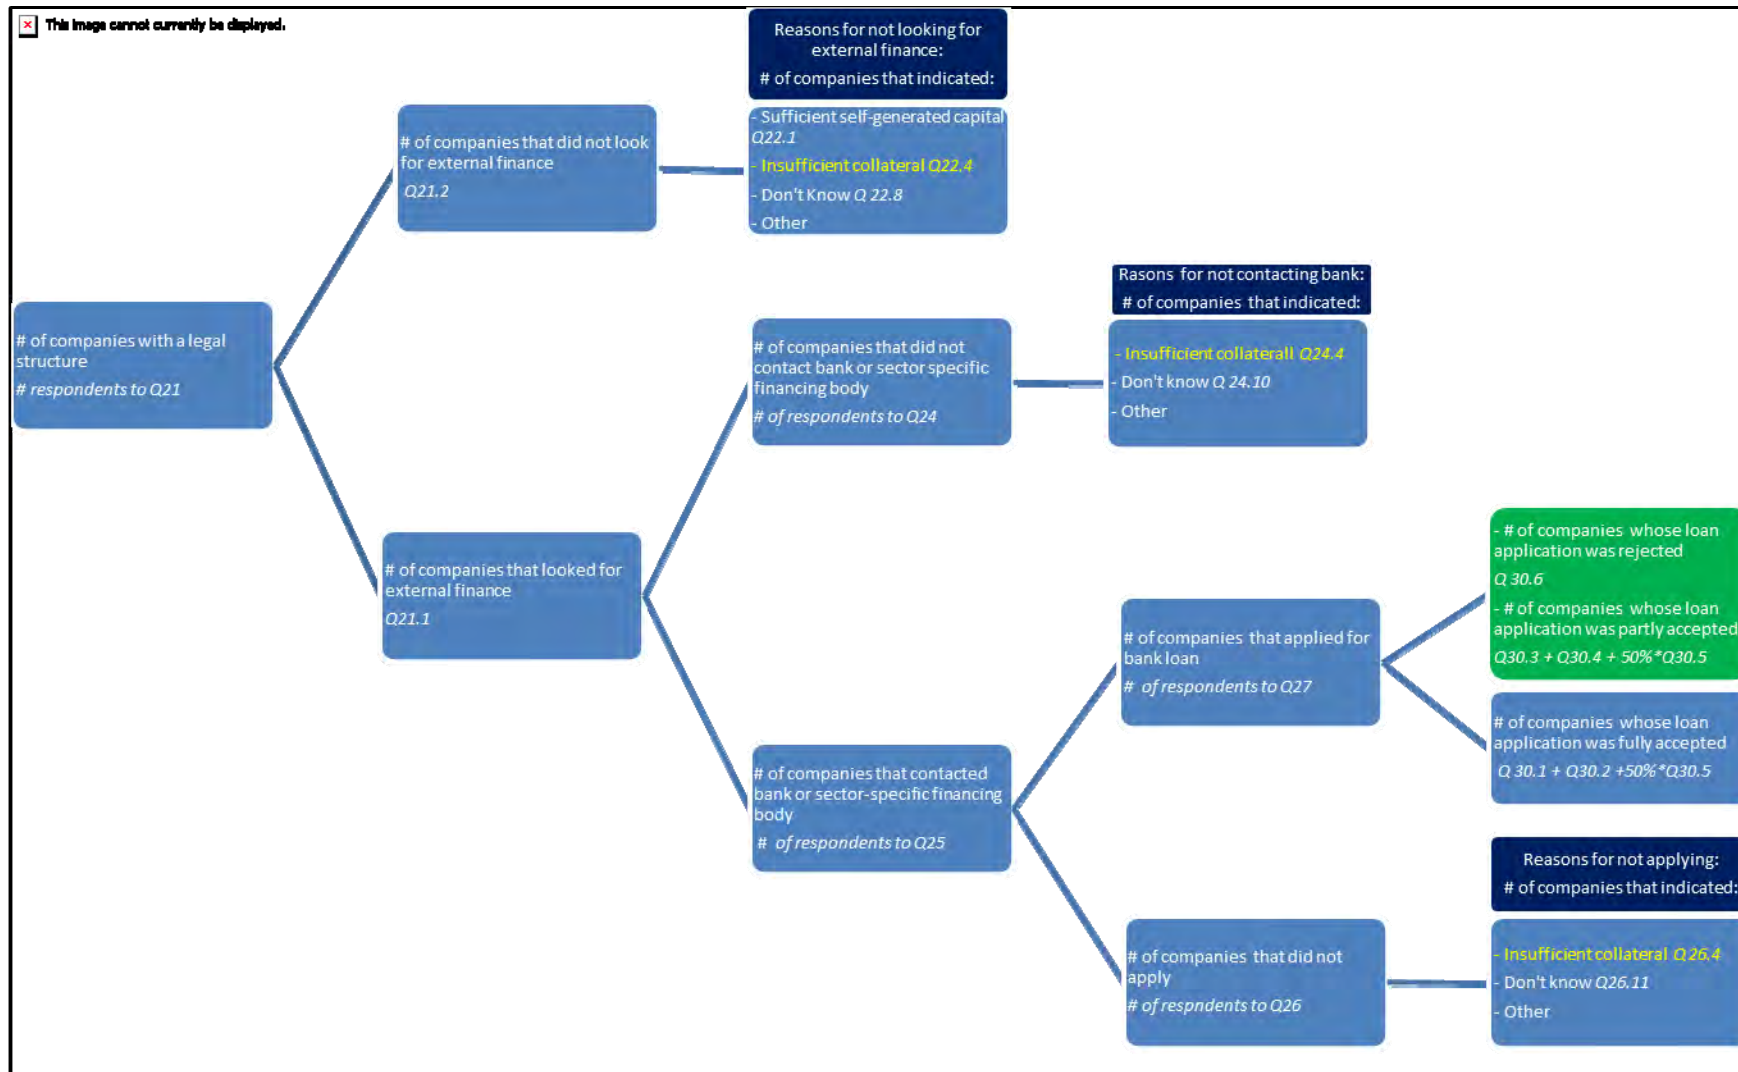 This image cannot currently be displayed.
Reasons for not looking for
external finance:
# of companies that indicated:
- Sufficient self-generated capital
Q22.1
- Insufficient collateral Q22.4
- Don't Know Q 22.8
- Other
# of companies that did not look
for external finance
Q21.2
# of companies with a legal
structure
# respondents to Q21
# of companies that looked for
external finance
Q21.1
Rasons for not contacting bank:
# of companies that indicated:
- Insufficient collaterall Q24.4
- Don't know Q 24.10
- Other
# of companies that did not
contact bank or sector specific
financing body
# of respondents to Q24
# of companies that contacted
bank or sector-specific financing
body
# of respondents to Q25
# of companies that applied for
bank loan
# of respondents to Q27
- # of companies whose loan
application was rejected
Q 30.6
- # of companies whose loan
application was partly accepted
Q30.3 + Q30.4 + 50%*Q30.5
# of companies whose loan
application was fully accepted
Q 30.1 + Q30.2 +50%*Q30.5
# of companies that did not
apply
# of respndents to Q26
Reasons for not applying:
# of companies that indicated:
- Insufficient collateral Q26.4
- Don't know Q26.11
- Other